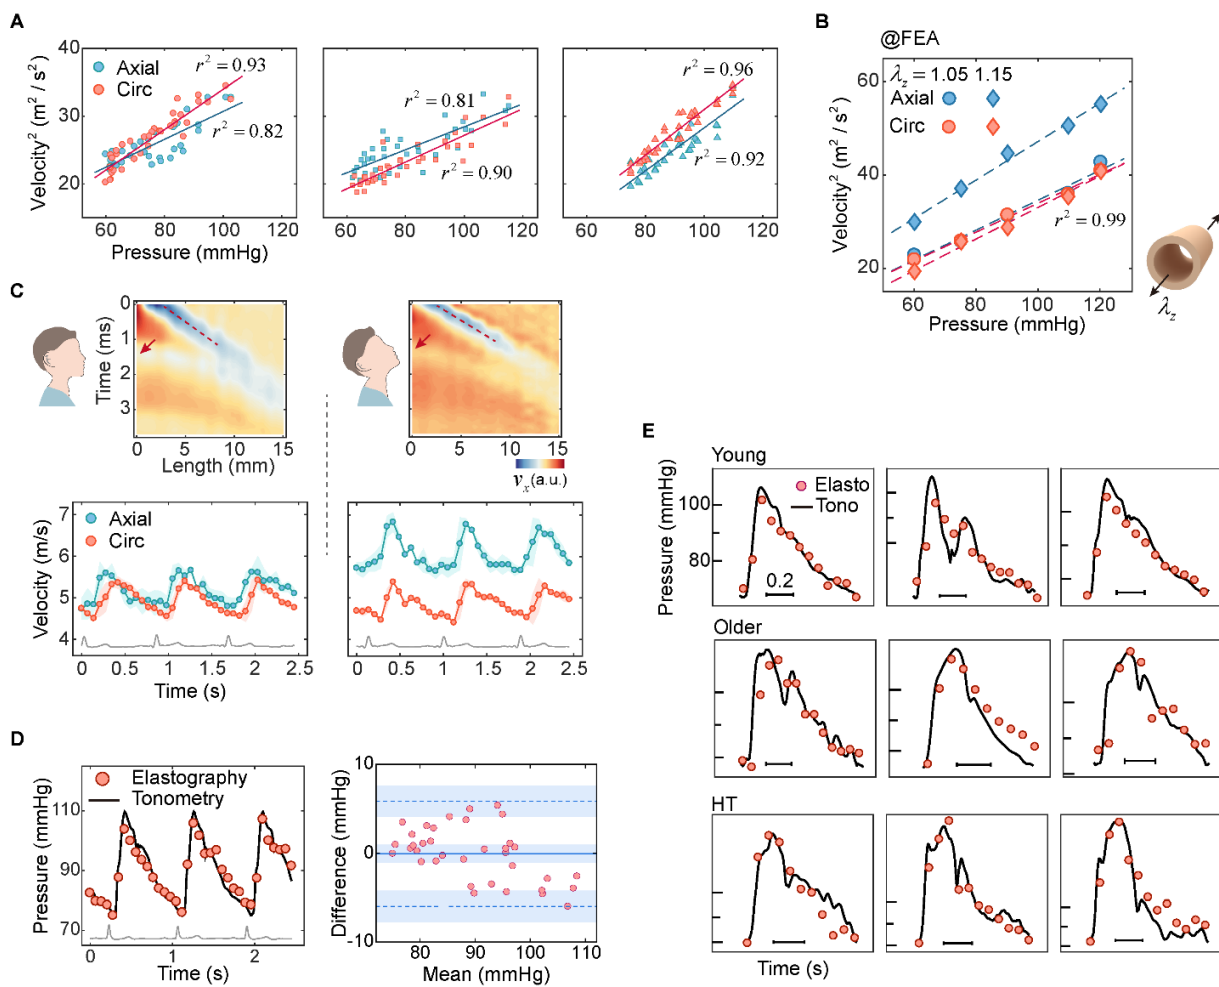 A
Velocity² (m² / s²)
40
30
20
Axial
Circ
r² = 0.93
r² = 0.82
60 80 100 120
Pressure (mmHg)
r² = 0.81
r² = 0.90
60 80 100 120
r² = 0.96
r² = 0.92
60 80 100 120
B
@FEA
Velocity² (m² / s²)
60
40
20
λz = 1.05 1.15
Axial
Circ
r² = 0.99
60 80 100 120
Pressure (mmHg)
λz
C
Time (ms)
0
1
2
3
0 5 10 15
Length (mm)
0 5 10 15
vx (a.u.)
Velocity (m/s)
7
6
5
4
Axial
Circ
0 0.5 1 1.5 2 2.5
Time (s)
0 0.5 1 1.5 2 2.5
D
Pressure (mmHg)
110
90
70
Elastography
Tonometry
0 1 2
Time (s)
Difference (mmHg)
10
0
-10
80 90 100 110
Mean (mmHg)
E
Young
Pressure (mmHg)
100
80
0.2
Elasto
Tono
Older
HT
Time (s)